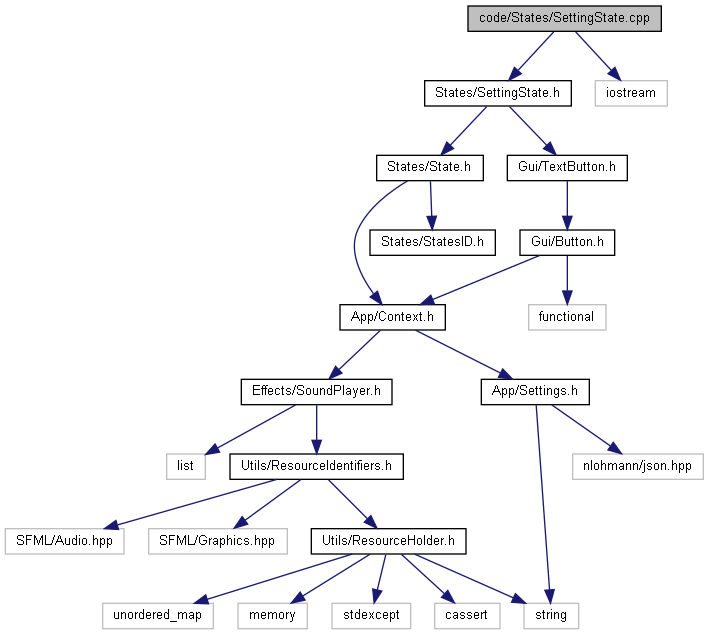 code/States/SettingState.cpp
States/SettingState.h
iostream
States/State.h
Gui/TextButton.h
States/StatesID.h
Gui/Button.h
App/Context.h
functional
Effects/SoundPlayer.h
App/Settings.h
list
Utils/ResourceIdentifiers.h
nlohmann/json.hpp
SFML/Audio.hpp
SFML/Graphics.hpp
Utils/ResourceHolder.h
unordered_map
memory
stdexcept
cassert
string